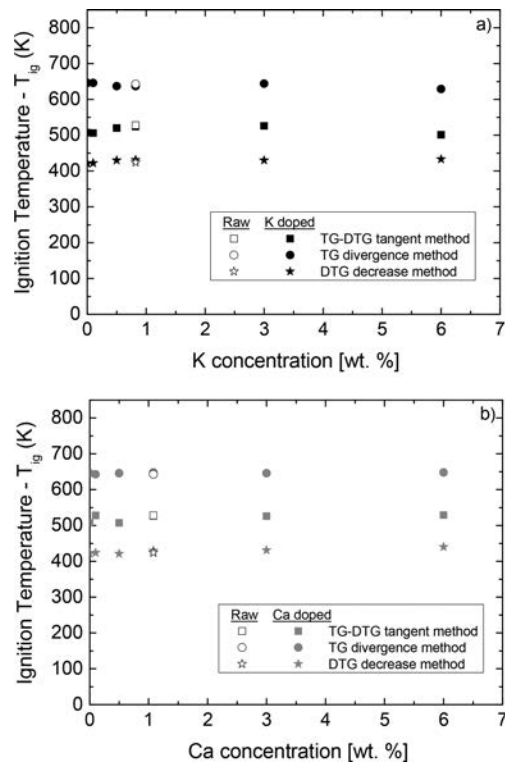 a)
Ignition Temperature - T_ig (K)
800
700
600
500
400
300
200
100
0
Raw K doped
TG-DTG tangent method
TG divergence method
DTG decrease method
0 1 2 3 4 5 6 7
K concentration [wt. %]
b)
Ignition Temperature - T_ig (K)
800
700
600
500
400
300
200
100
0
Raw Ca doped
TG-DTG tangent method
TG divergence method
DTG decrease method
0 1 2 3 4 5 6 7
Ca concentration [wt. %]